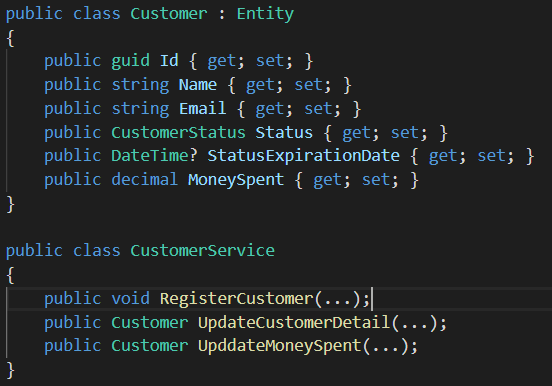 public class Customer : Entity
{
    public guid Id { get; set; }
    public string Name { get; set; }
    public string Email { get; set; }
    public CustomerStatus Status { get; set; }
    public DateTime? StatusExpirationDate { get; set; }
    public decimal MoneySpent { get; set; }
}

public class CustomerService
{
    public void RegisterCustomer(...);
    public Customer UpdateCustomerDetail(...);
    public Customer UpddateMoneySpent(...);
}